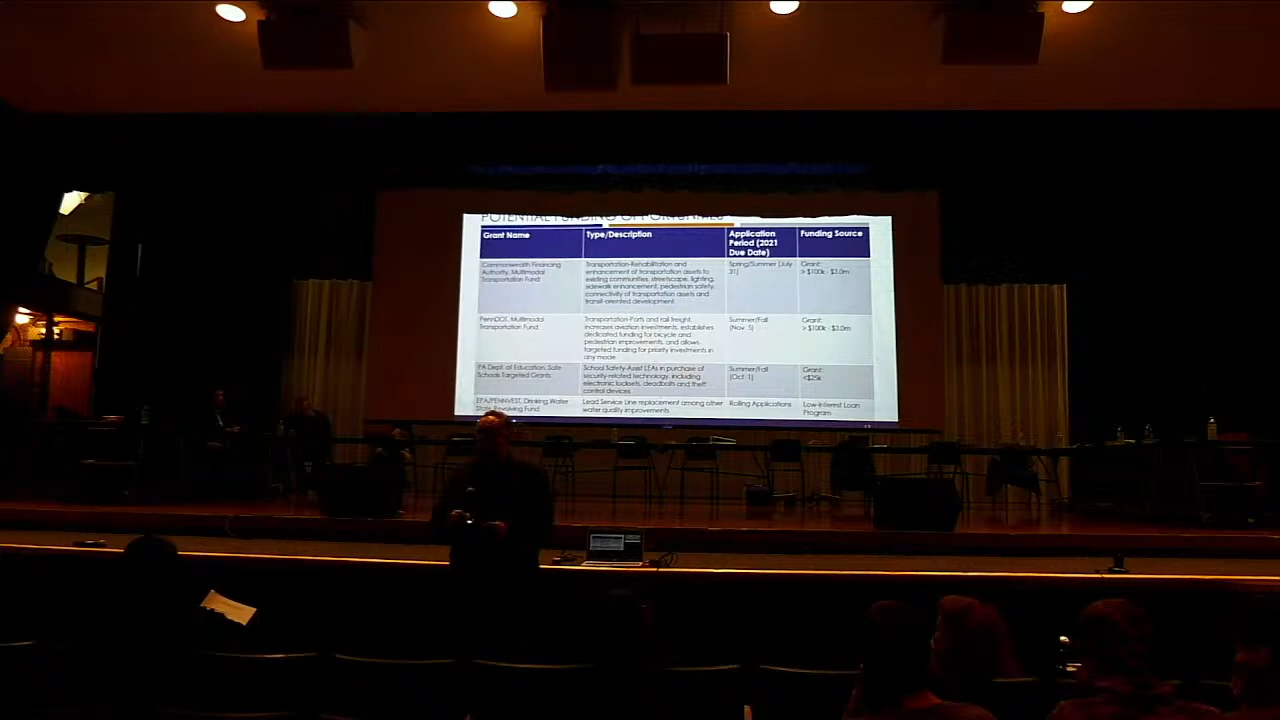 POTENTIAL FUNDING OPPORTUNITIES
Grant Name
Type/Description
Application
Period (2021
Due Date)
Funding Source
Commonwealth Financing
Authority, Multimodal
Transportation Fund
Transportation-Rehabilitation and
enhancement of transportation assets to
existing communities, streetscape, lighting,
sidewalk enhancement, pedestrian safety,
connectivity of transportation assets and
transit-oriented development
Spring/Summer (July
31)
Grant:
> $100k - $3.0m
PennDOT, Multimodal
Transportation Fund
Transportation-Ports and rail freight,
increases aviation investments, establishes
dedicated funding for bicycle and
pedestrian improvements, and allows
targeted funding for priority investments in
any mode
Summer/Fall
(Nov. 5)
Grant:
> $100k - $3.0m
PA Dept. of Education, Safe
Schools Targeted Grants
School Safety-Assist LEAs in purchase of
security-related technology, including
electronic locksets, deadbolts and theft
control devices
Summer/Fall
(Oct. 1)
Grant:
<$25k
EPA/PENNVEST, Drinking Water
State Revolving Fund
Lead Service Line replacement among other
water quality improvements
Rolling Applications
Low-Interest Loan
Program